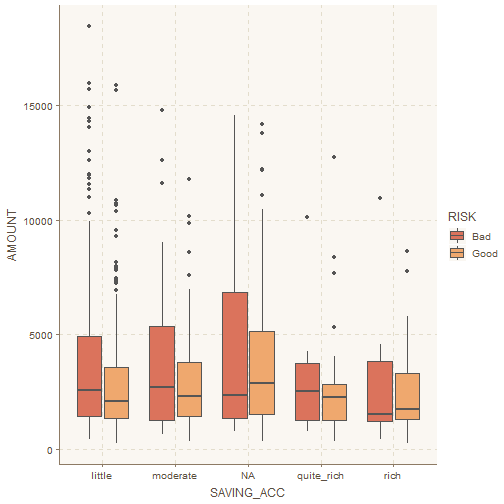 15000
10000
5000
0
AMOUNT
little
moderate
NA
quite_rich
rich
SAVING_ACC
RISK
Bad
Good